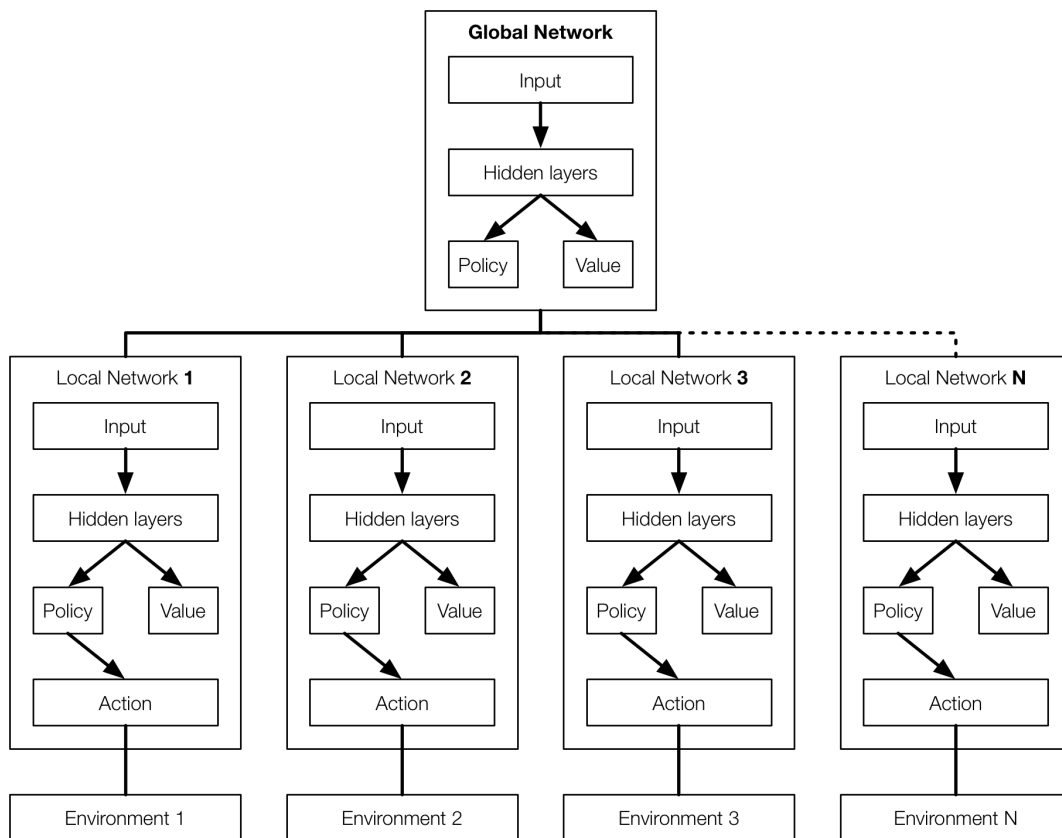 Global Network
Input
Hidden layers
Policy
Value
Local Network 1
Input
Hidden layers
Policy
Value
Action
Environment 1
Local Network 2
Input
Hidden layers
Policy
Value
Action
Environment 2
Local Network 3
Input
Hidden layers
Policy
Value
Action
Environment 3
Local Network N
Input
Hidden layers
Policy
Value
Action
Environment N